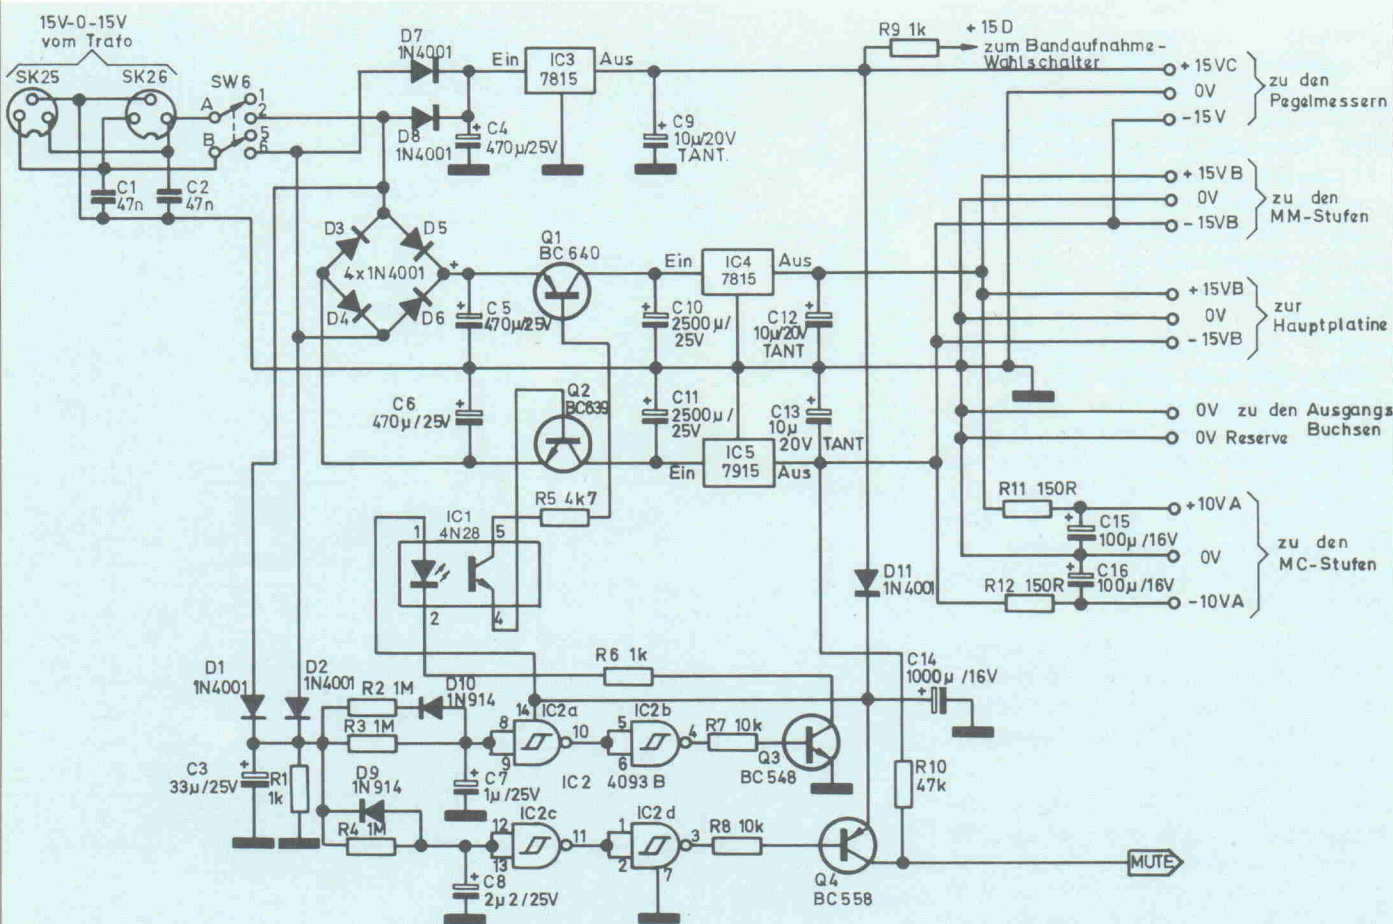 15V-0-15V
vom Trafo
SK25
SK26
SW6
A
B
1
2
5
6
C1
47n
C2
47n
D7
1N4001
D8
1N4001
C4
470µ/25V
Ein
IC3
7815
Aus
C9
10µ/20V
TANT.
R9 1k
+15D
zum Bandaufnahme-
Wahlschalter
+15VC
0V
-15V
zu den
Pegelmessern
+15VB
0V
-15VB
zu den
MM-Stufen
+15VB
0V
-15VB
zur
Hauptplatine
0V zu den Ausgangs
Buchsen
0V Reserve
+10VA
0V
-10VA
zu den
MC-Stufen
D3
D5
4x1N4001
D4
D6
+
C5
470µ/25V
C6
470µ/25V
Q1
BC640
Q2
BC639
Ein
IC4
7815
Aus
C10
2500µ/
25V
C12
10µ/20V
TANT
C11
2500µ/
25V
C13
10µ
20V TANT
Ein
IC5
7915
Aus
R5 4k7
IC1
4N28
1
5
2
4
R11 150R
C15
100µ/16V
C16
100µ/16V
R12 150R
D11
1N4001
R6 1k
C14
1000µ/16V
D1
1N4001
D2
1N4001
R2 1M
D10
1N914
R3 1M
C3
33µ/25V
R1
1k
D9
1N914
R4 1M
C7
1µ/25V
C8
2µ2/25V
14
IC2a
8
9
10
IC2b
5
6
4
IC2 4093B
R7 10k
Q3
BC548
IC2c
12
13
11
IC2d
1
2
3
7
R8 10k
Q4
BC558
R10
47k
MUTE